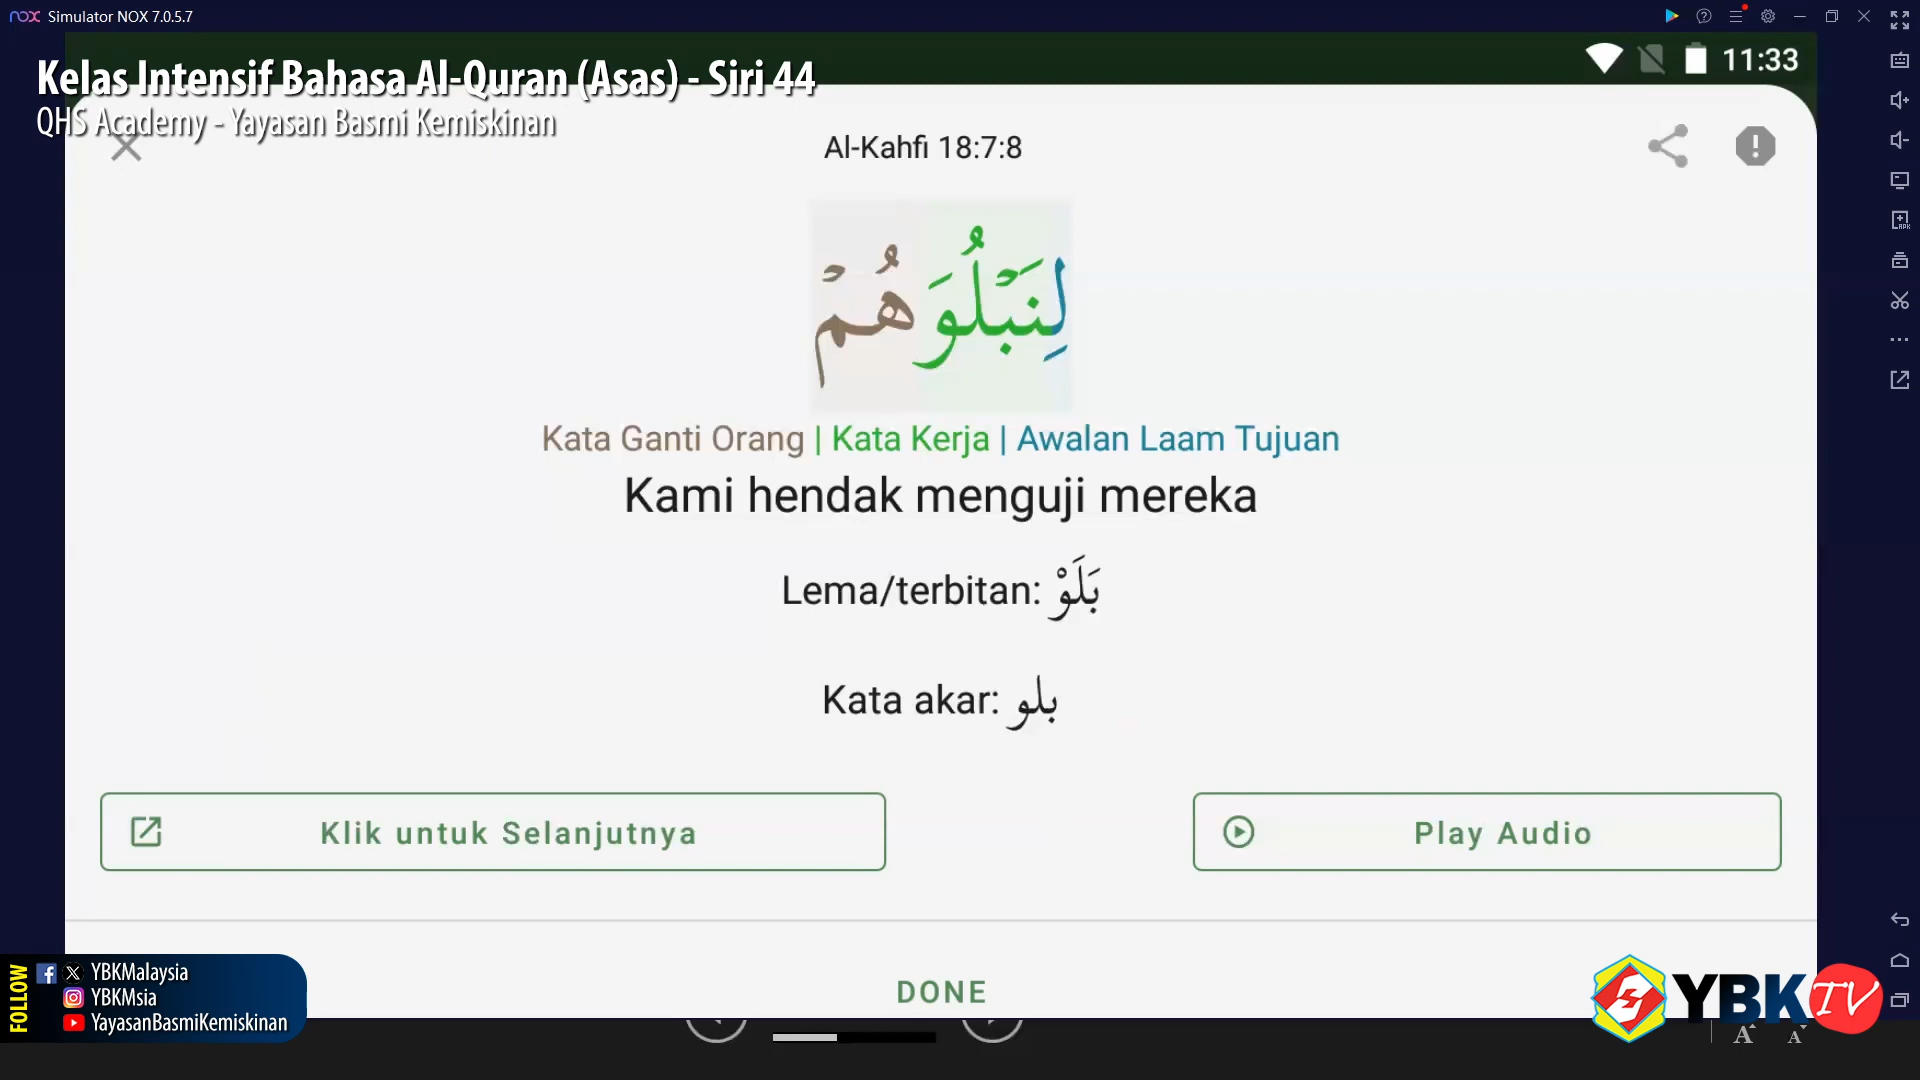 nox Simulator NOX 7.0.5.7
11:33
Kelas Intensif Bahasa Al-Quran (Asas) - Siri 44
QHS Academy - Yayasan Basmi Kemiskinan
Al-Kahfi 18:7:8
لِنَبْلُوَهُمْ
Kata Ganti Orang | Kata Kerja | Awalan Laam Tujuan
Kami hendak menguji mereka
Lema/terbitan: بَلَوْ
Kata akar: بلو
Klik untuk Selanjutnya
Play Audio
DONE
FOLLOW
YBKMalaysia
YBKMsia
YayasanBasmiKemiskinan
YBK TV
A A